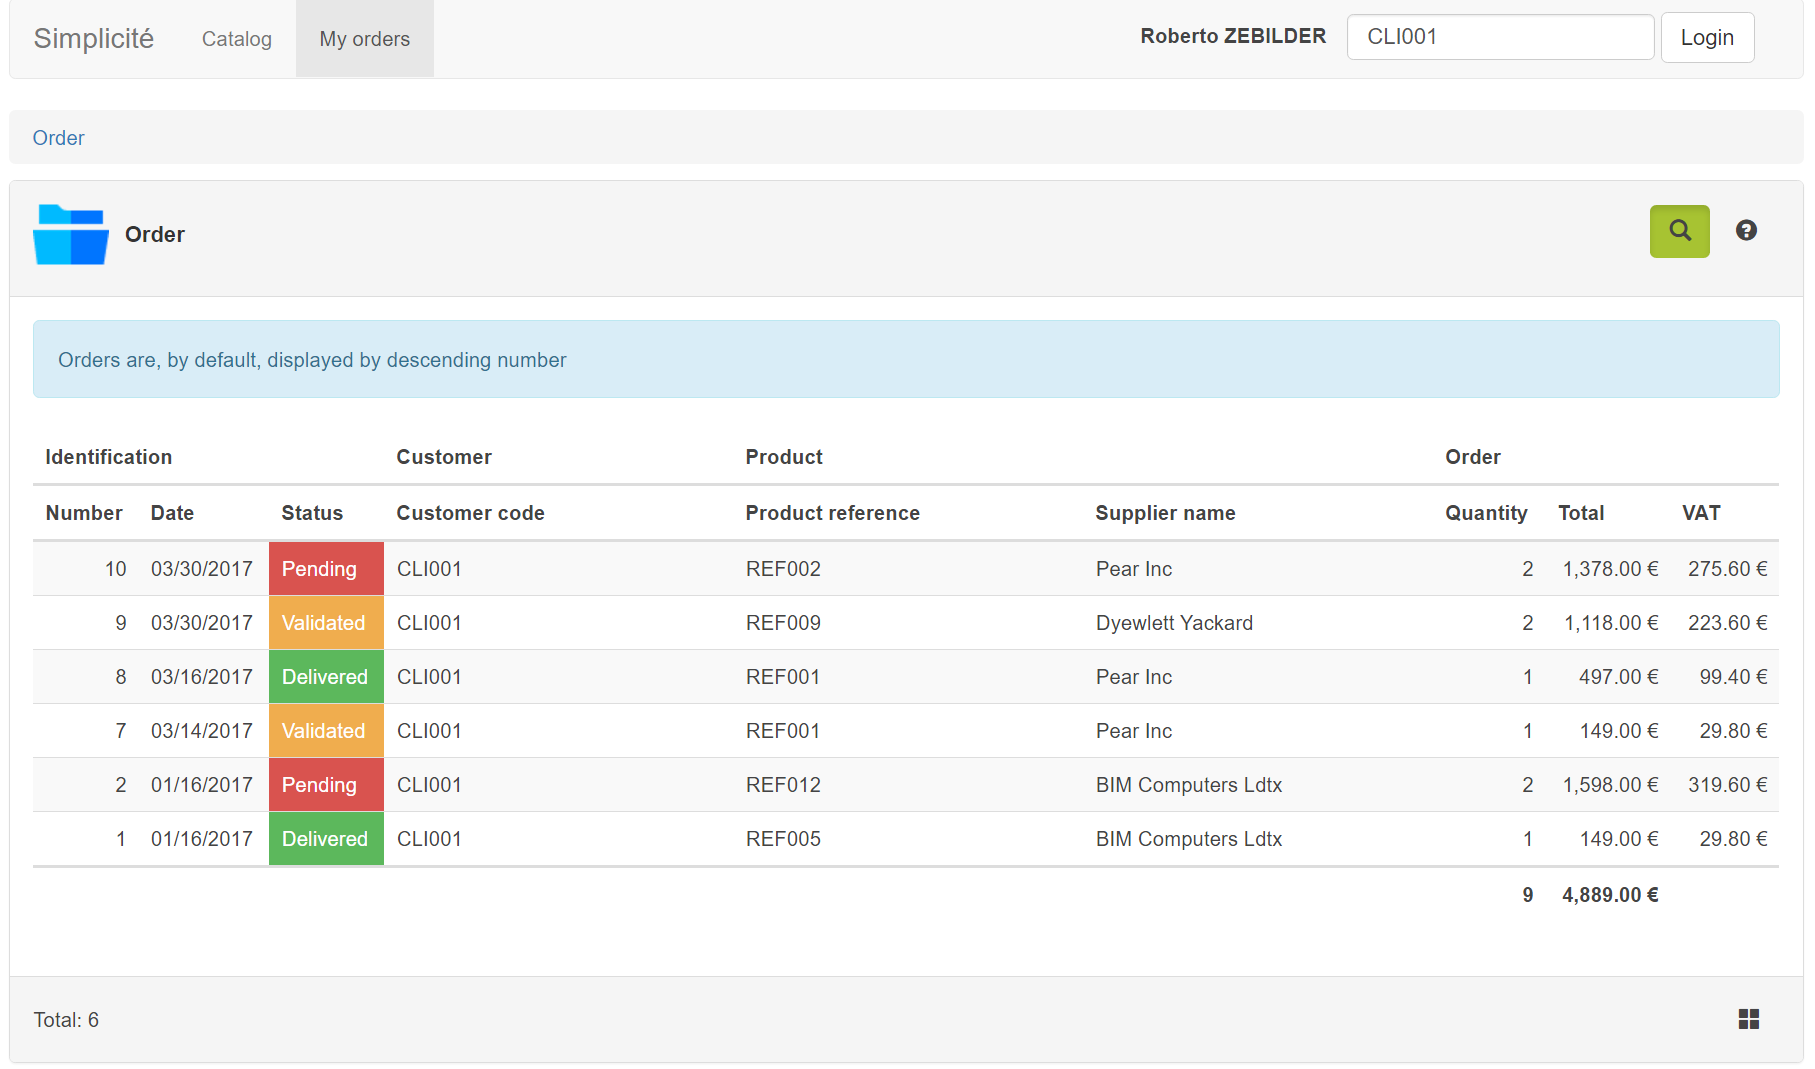 Simplicité Catalog My orders Roberto ZEBILDER CLI001 Login
Order
Order
Orders are, by default, displayed by descending number
Identification Customer Product Order
Number Date Status Customer code Product reference Supplier name Quantity Total VAT
10 03/30/2017 Pending CLI001 REF002 Pear Inc 2 1,378.00 € 275.60 €
9 03/30/2017 Validated CLI001 REF009 Dyewlett Yackard 2 1,118.00 € 223.60 €
8 03/16/2017 Delivered CLI001 REF001 Pear Inc 1 497.00 € 99.40 €
7 03/14/2017 Validated CLI001 REF001 Pear Inc 1 149.00 € 29.80 €
2 01/16/2017 Pending CLI001 REF012 BIM Computers Ldtx 2 1,598.00 € 319.60 €
1 01/16/2017 Delivered CLI001 REF005 BIM Computers Ldtx 1 149.00 € 29.80 €
9 4,889.00 €
Total: 6